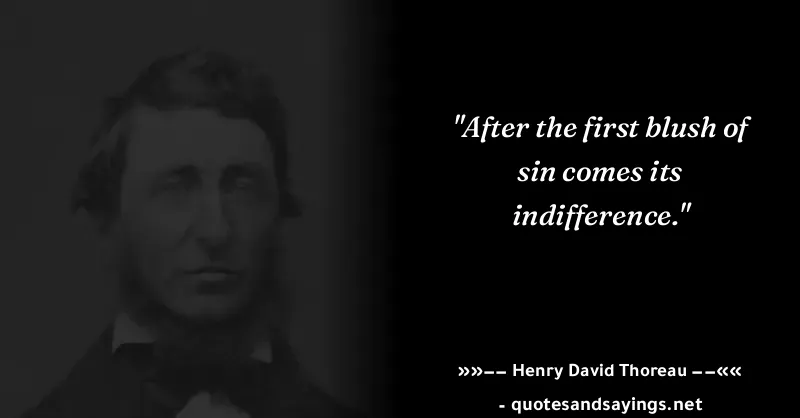 "After the first blush of
sin comes its
indifference."
»»-– Henry David Thoreau –-««
- quotesandsayings.net